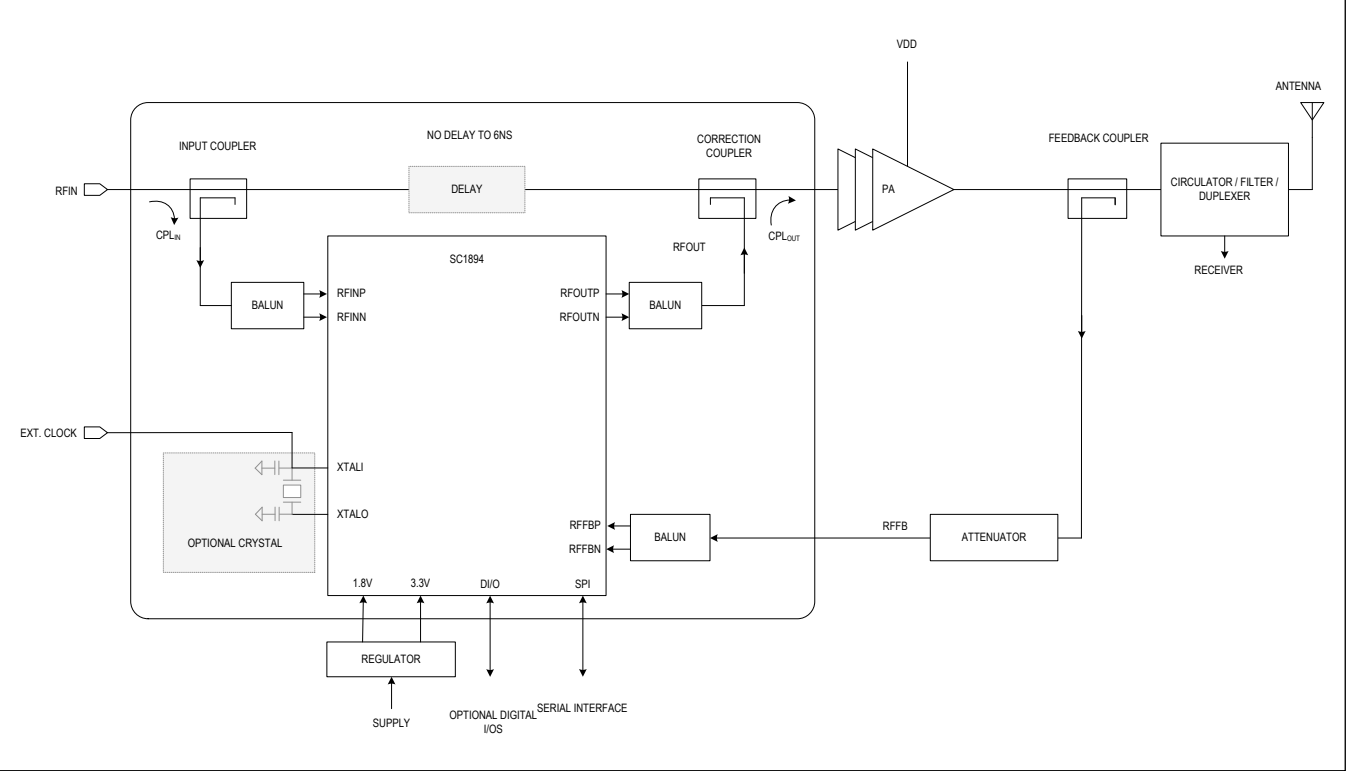 VDD
ANTENNA
NO DELAY TO 6NS
CORRECTION
COUPLER
FEEDBACK COUPLER
INPUT COUPLER
RFIN
DELAY
PA
CIRCULATOR / FILTER /
DUPLEXER
CPLIN
CPLOUT
RFOUT
SC1894
RECEIVER
BALUN
RFINP
RFINN
RFOUTP
RFOUTN
BALUN
EXT. CLOCK
XTALI
XTALO
OPTIONAL CRYSTAL
RFFBP
RFFBN
BALUN
RFFB
ATTENUATOR
1.8V
3.3V
DI/O
SPI
REGULATOR
SUPPLY
OPTIONAL DIGITAL
I/OS
SERIAL INTERFACE